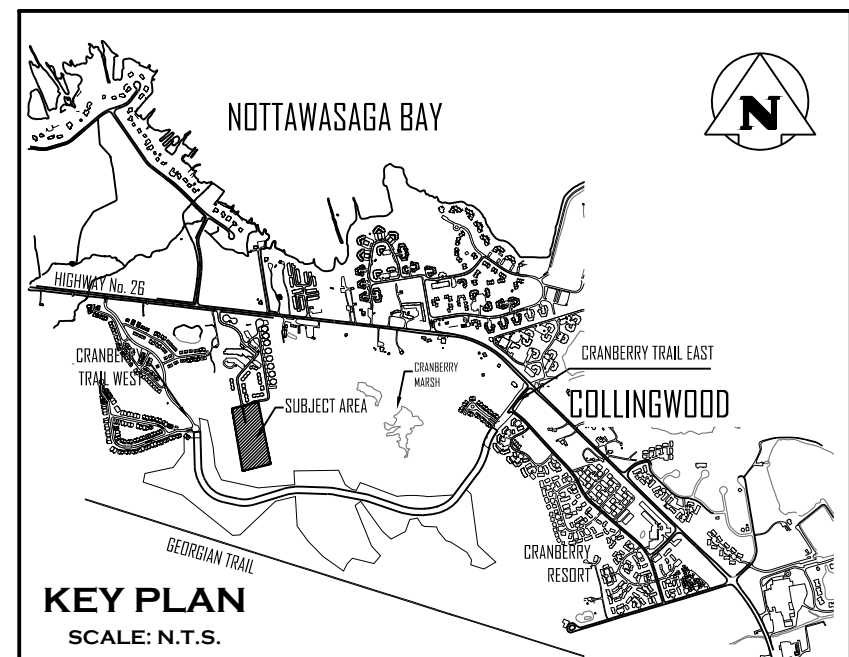 NOTTAWASAGA BAY
N
HIGHWAY No. 26
CRANBERRY
TRAIL WEST
CRANBERRY
MARSH
CRANBERRY TRAIL EAST
SUBJECT AREA
COLLINGWOOD
GEORGIAN TRAIL
CRANBERRY
RESORT
KEY PLAN
SCALE: N.T.S.